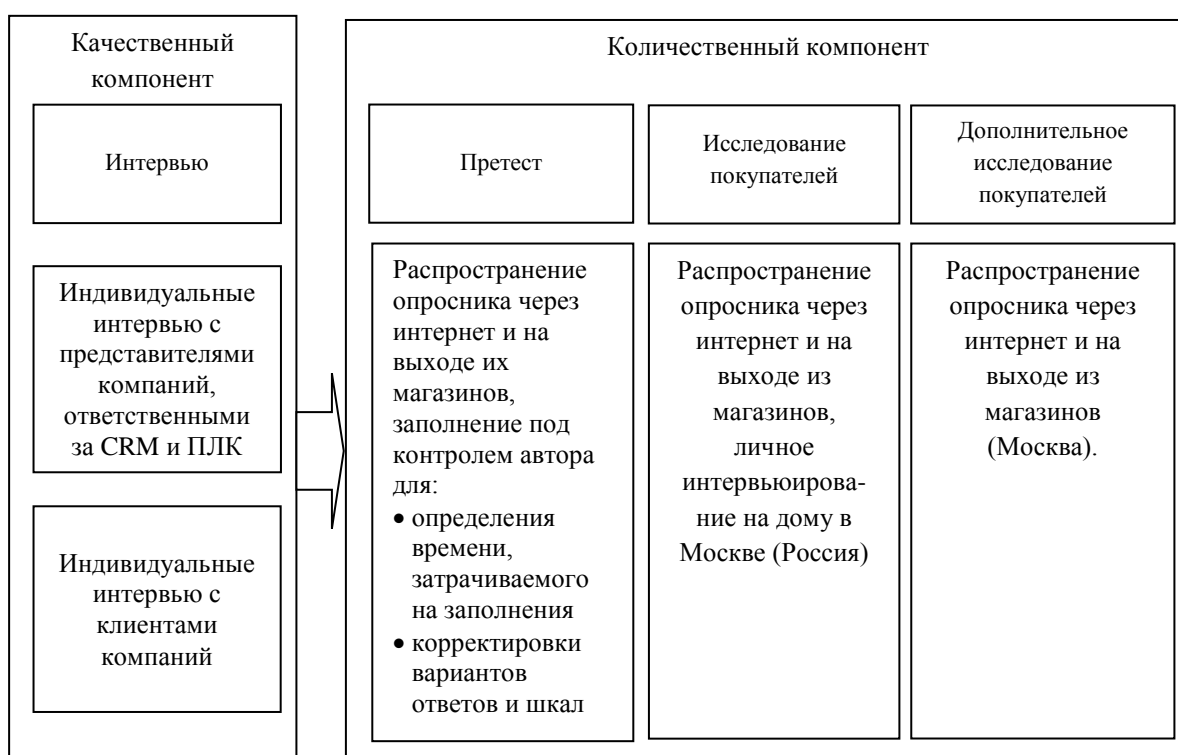 Качественный
компонент
Интервью
Индивидуальные
интервью с
представителями
компаний,
ответственными
за CRM и ПЛК
Индивидуальные
интервью с
клиентами
компаний
Количественный компонент
Претест
Распространение
опросника через
интернет и на
выходе их
магазинов,
заполнение под
контролем автора
для:
• определения
времени,
затрачиваемого
на заполнения
• корректировки
вариантов
ответов и шкал
Исследование
покупателей
Распространение
опросника через
интернет и на
выходе из
магазинов,
личное
интервьюирова-
ние на дому в
Москве (Россия)
Дополнительное
исследование
покупателей
Распространение
опросника через
интернет и на
выходе из
магазинов
(Москва).